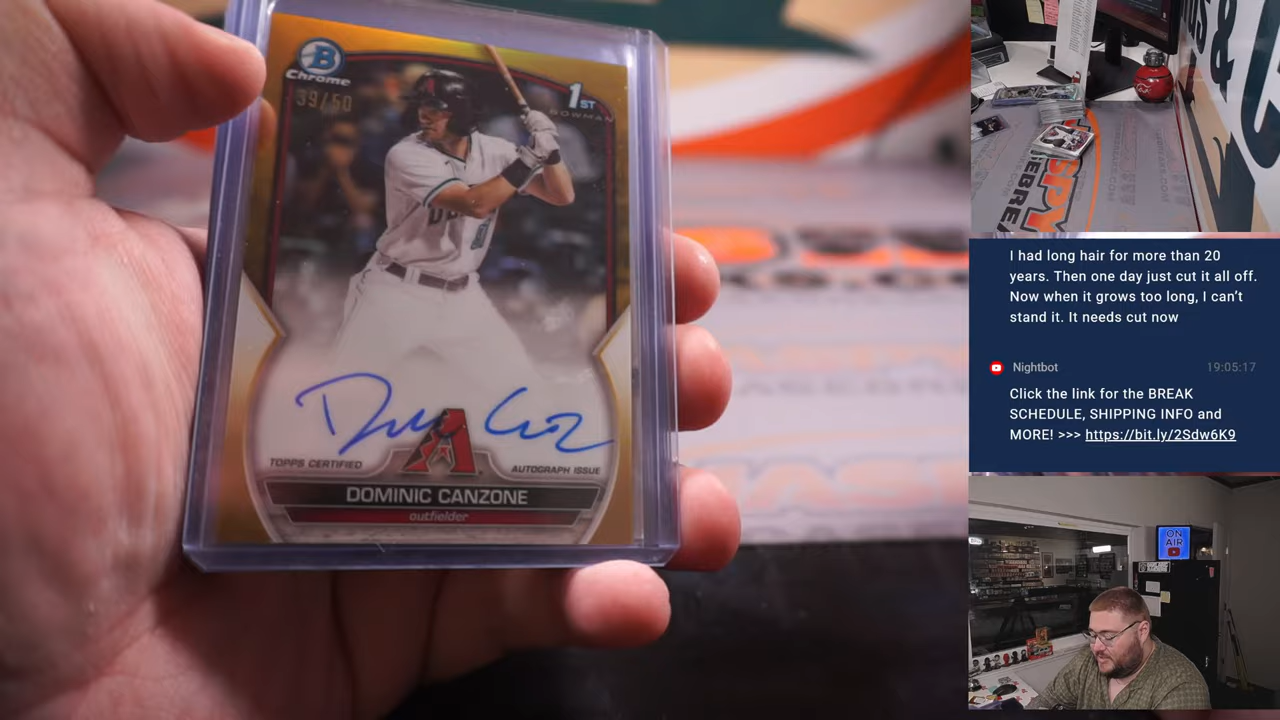 B
Chrome
39/50
1ST
BOWMAN
TOPPS CERTIFIED
AUTOGRAPH ISSUE
DOMINIC CANZONE
outfielder
&
I had long hair for more than 20
years. Then one day just cut it all off.
Now when it grows too long, I can't
stand it. It needs cut now
Nightbot
19:05:17
Click the link for the BREAK
SCHEDULE, SHIPPING INFO and
MORE! >>> https://bit.ly/2Sdw6K9
ON
AIR